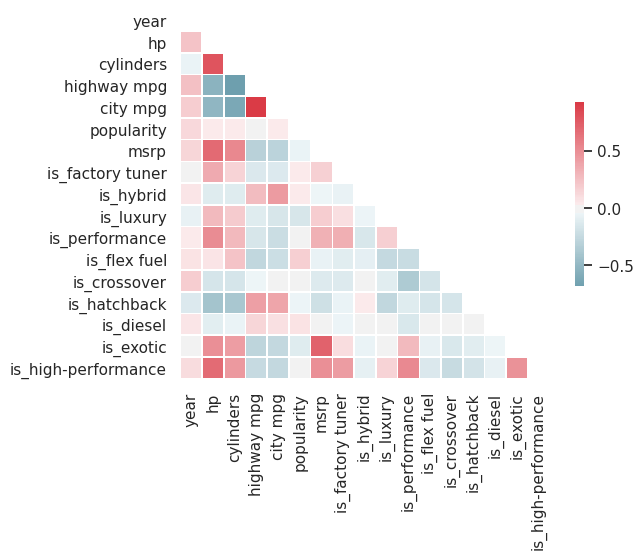 year
hp
cylinders
highway mpg
city mpg
popularity
msrp
is_factory tuner
is_hybrid
is_luxury
is_performance
is_flex fuel
is_crossover
is_hatchback
is_diesel
is_exotic
is_high-performance
year
hp
cylinders
highway mpg
city mpg
popularity
msrp
is_factory tuner
is_hybrid
is_luxury
is_performance
is_flex fuel
is_crossover
is_hatchback
is_diesel
is_exotic
is_high-performance
0.5
0.0
−0.5